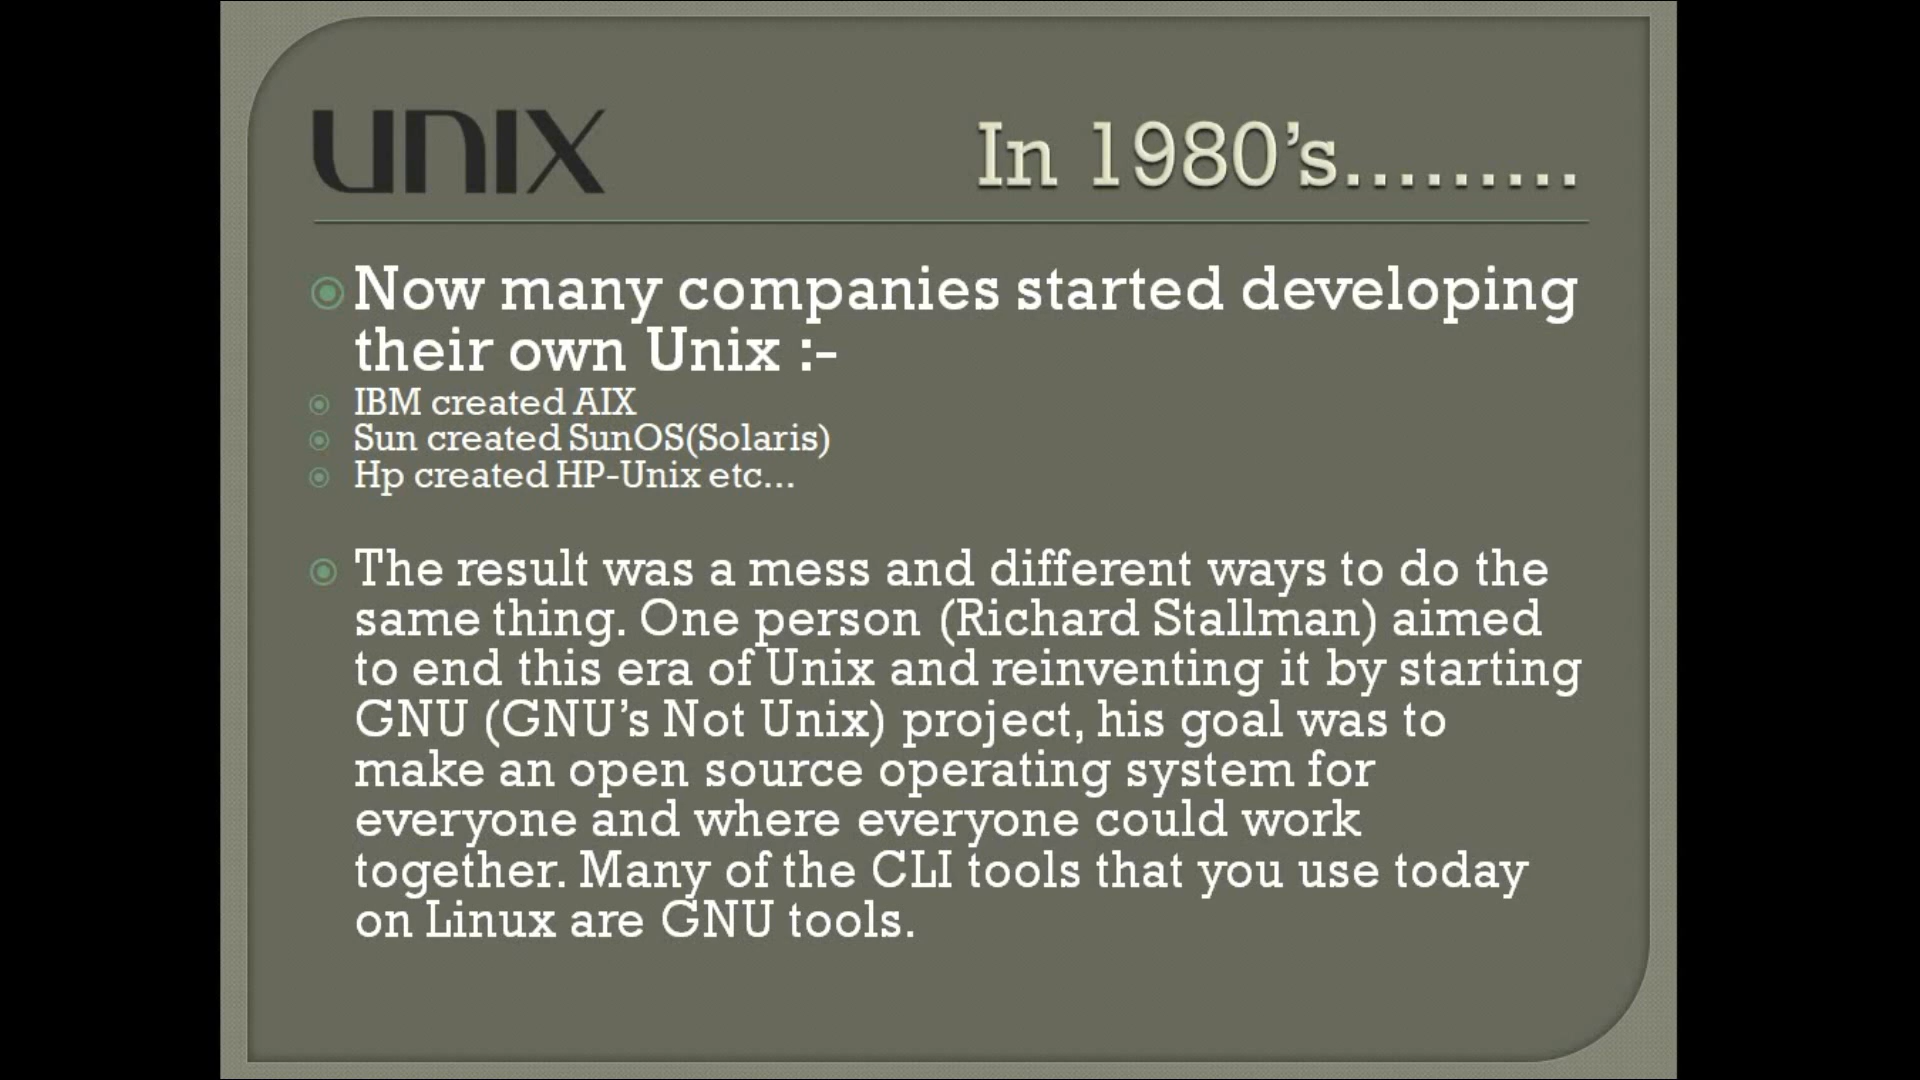 UNIX
In 1980’s.........
Now many companies started developing
their own Unix :-
IBM created AIX
Sun created SunOS(Solaris)
Hp created HP-Unix etc...
The result was a mess and different ways to do the
same thing. One person (Richard Stallman) aimed
to end this era of Unix and reinventing it by starting
GNU (GNU’s Not Unix) project, his goal was to
make an open source operating system for
everyone and where everyone could work
together. Many of the CLI tools that you use today
on Linux are GNU tools.